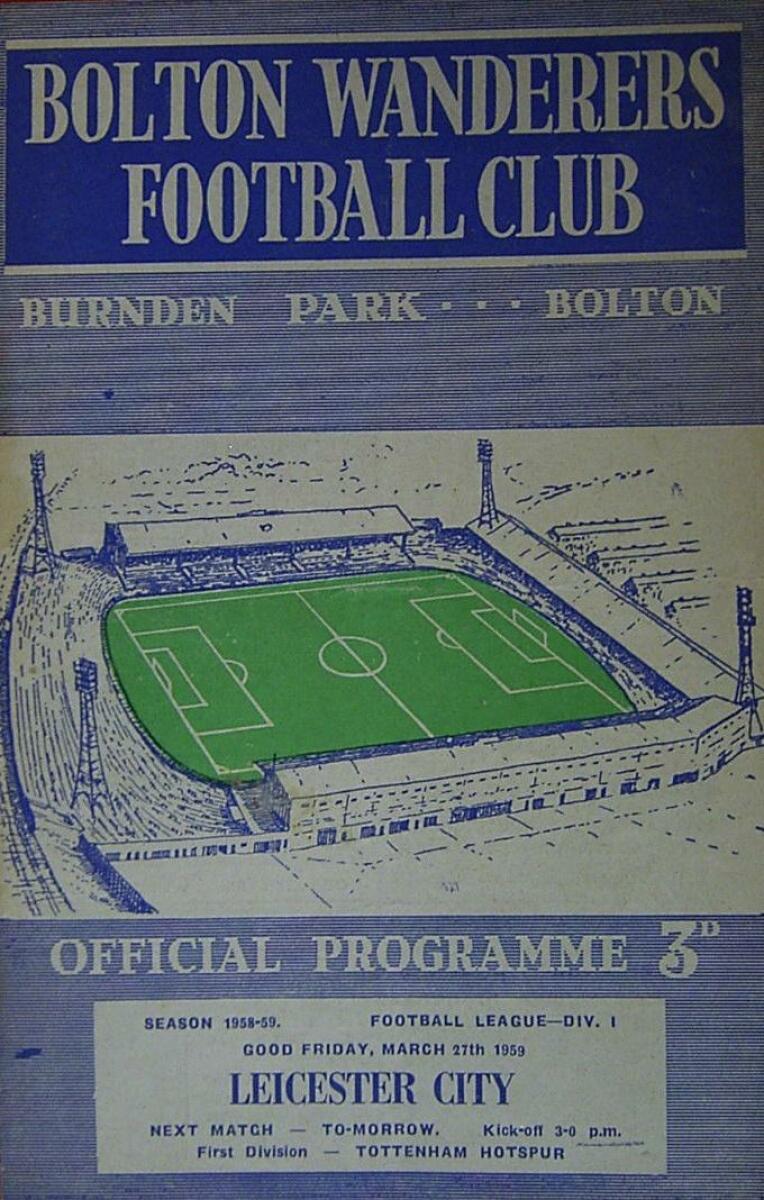 BOLTON WANDERERS
FOOTBALL CLUB
BURNDEN PARK . . . BOLTON
OFFICIAL PROGRAMME 3D
SEASON 1958-59. FOOTBALL LEAGUE—DIV. I
GOOD FRIDAY, MARCH 27th 1959
LEICESTER CITY
NEXT MATCH — TO-MORROW. Kick-off 3-0 p.m.
First Division — TOTTENHAM HOTSPUR